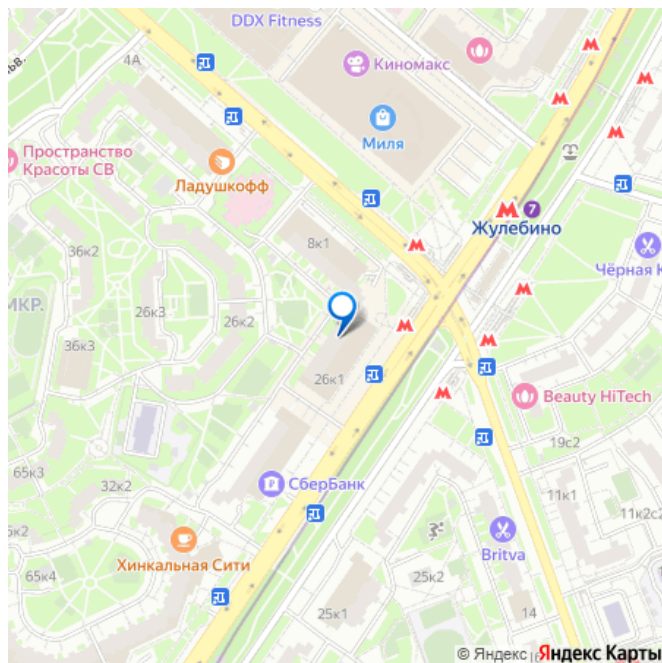 DDX Fitness
4А
Киномакс
Миля
Пространство
Красоты СВ
Ладушкофф
7
Жулебино
8к1
36к2
Чёрная К
МКР.
26к3
26к2
36к3
26к1
Beauty HiTech
19с2
65к3
32к2
СберБанк
11к1
11к2с2
Britva
Хинкальная Сити
65к4
25к2
25к1
14
© Яндекс
Яндекс Карты